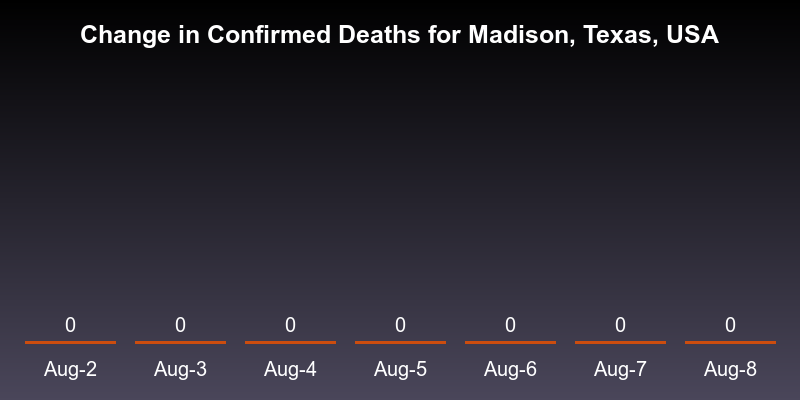 Change in Confirmed Deaths for Madison, Texas, USA
0 0 0 0 0 0 0
Aug-2 Aug-3 Aug-4 Aug-5 Aug-6 Aug-7 Aug-8